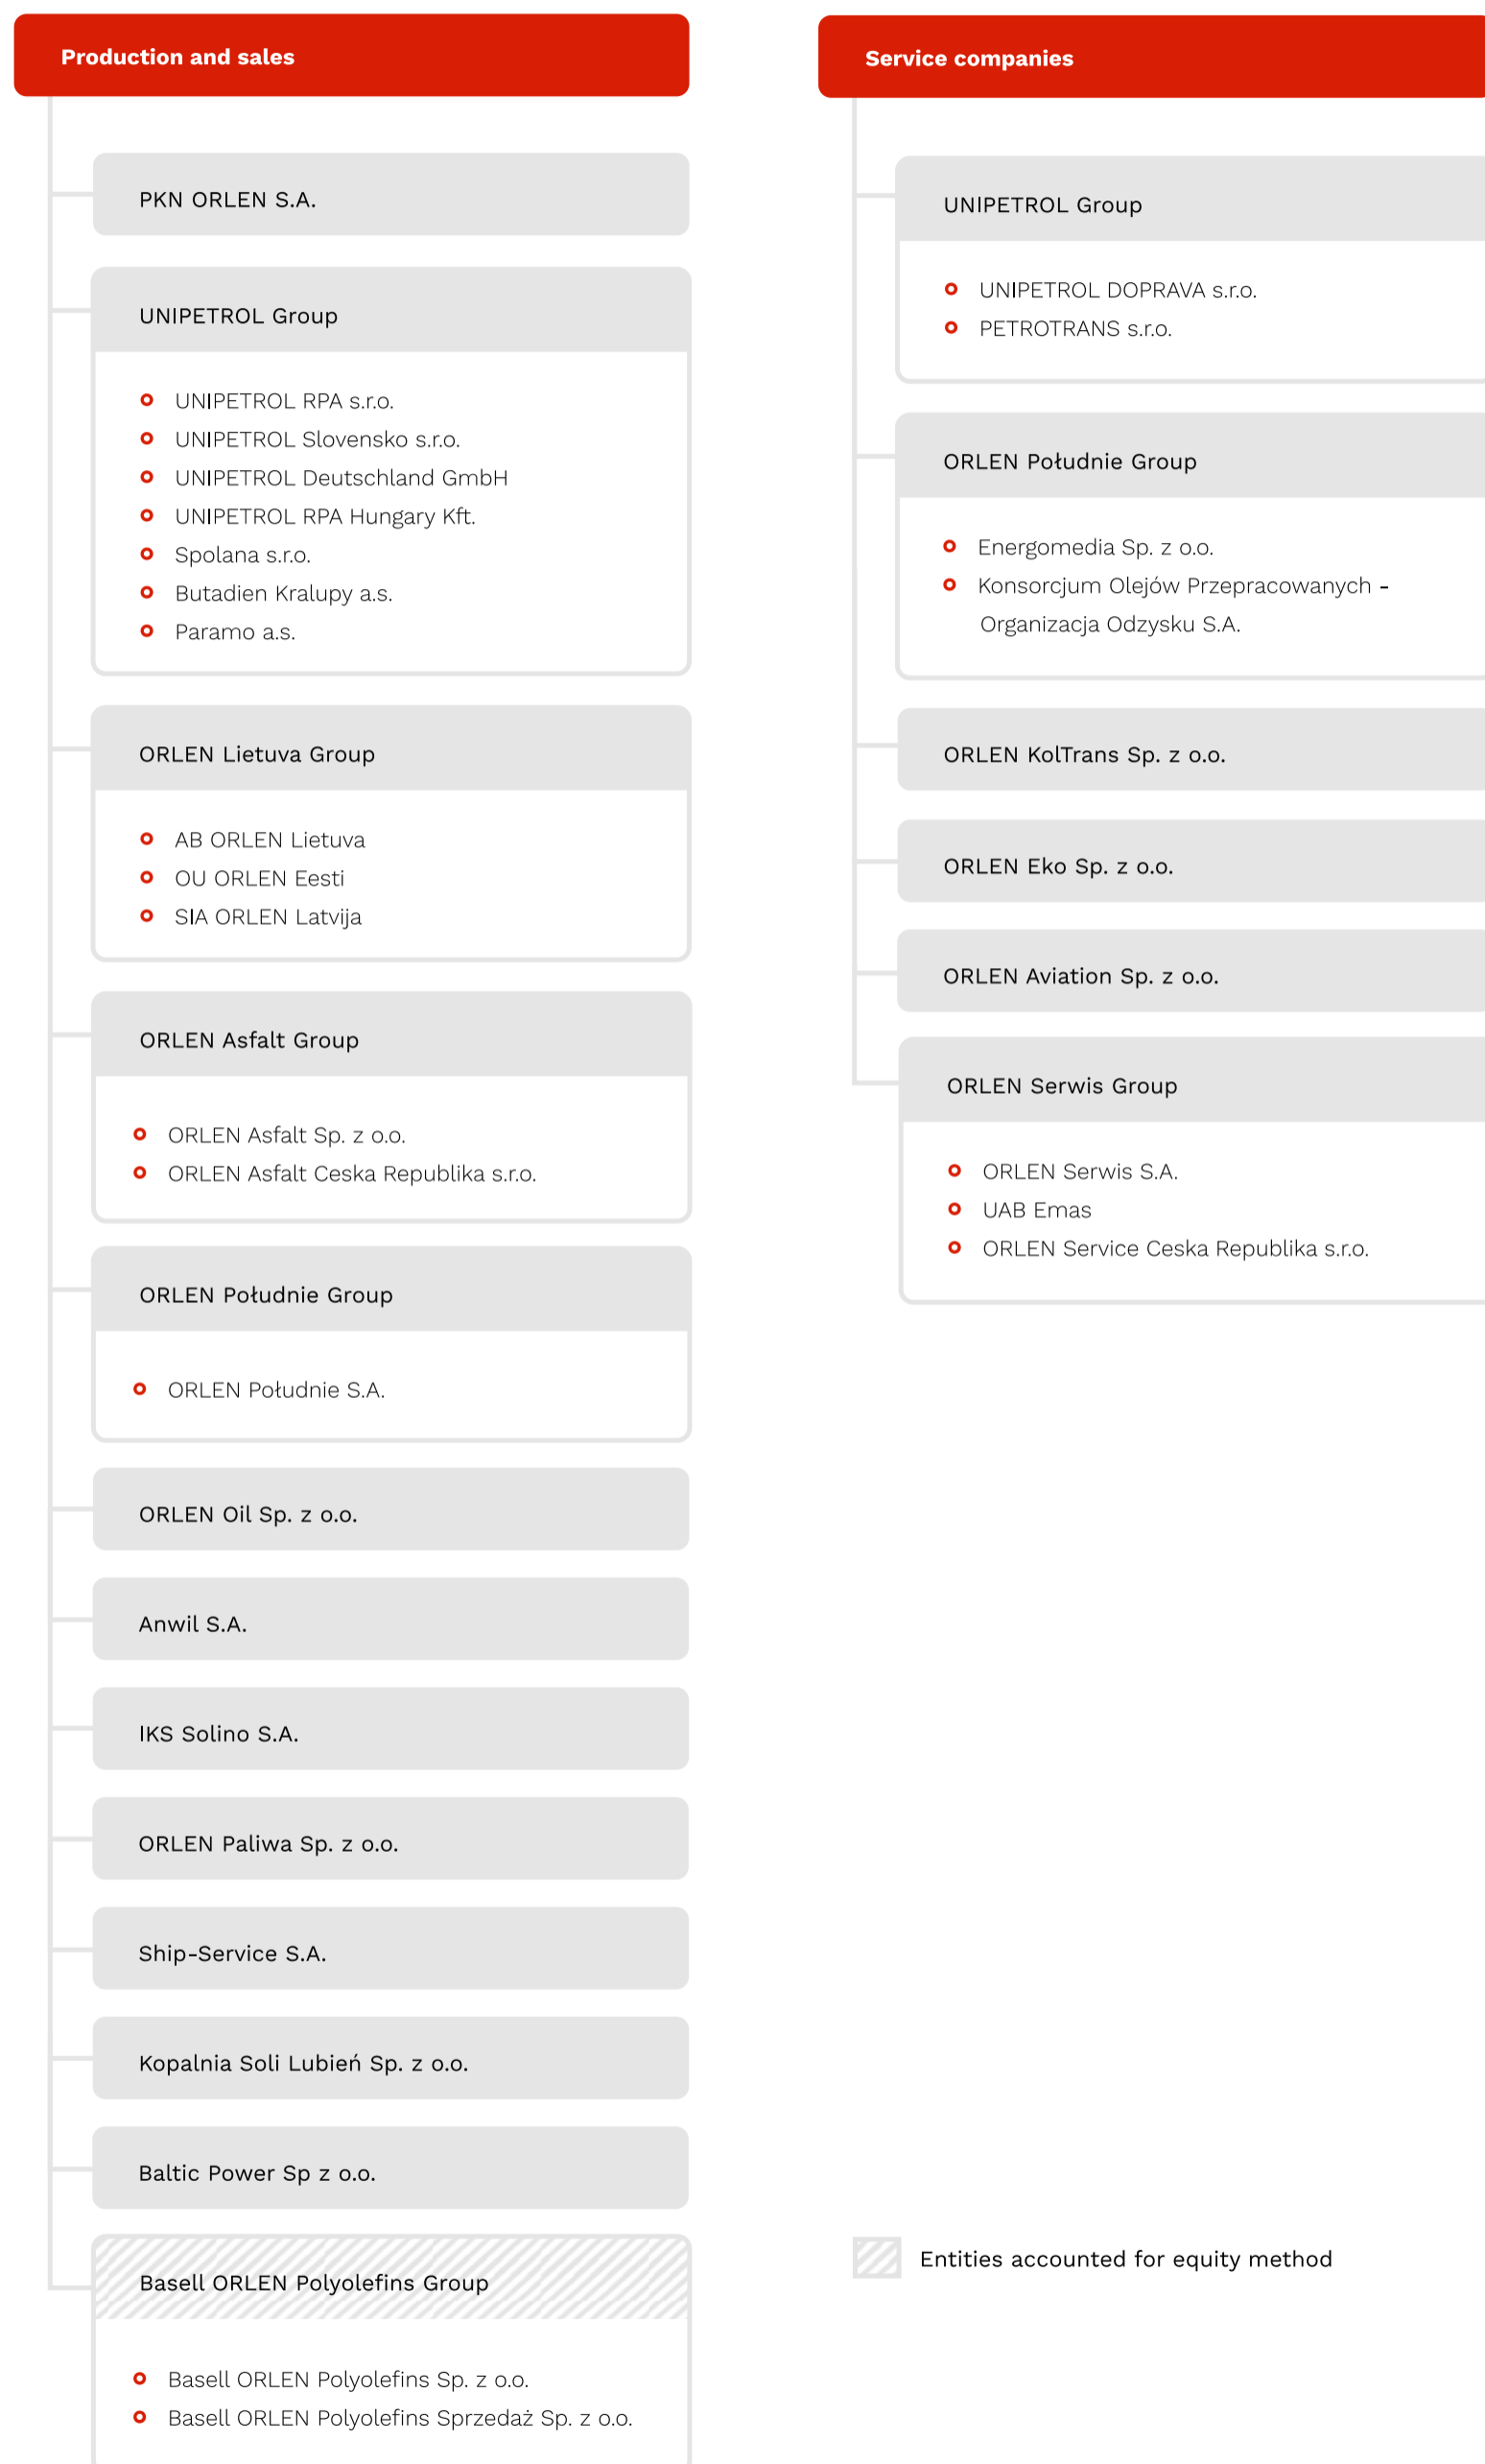 Production and sales
PKN ORLEN S.A.
UNIPETROL Group
UNIPETROL RPA s.r.o.
UNIPETROL Slovensko s.r.o.
UNIPETROL Deutschland GmbH
UNIPETROL RPA Hungary Kft.
Spolana s.r.o.
Butadien Kralupy a.s.
Paramo a.s.
ORLEN Lietuva Group
AB ORLEN Lietuva
OU ORLEN Eesti
SIA ORLEN Latvija
ORLEN Asfalt Group
ORLEN Asfalt Sp. z o.o.
ORLEN Asfalt Ceska Republika s.r.o.
ORLEN Południe Group
ORLEN Południe S.A.
ORLEN Oil Sp. z o.o.
Anwil S.A.
IKS Solino S.A.
ORLEN Paliwa Sp. z o.o.
Ship-Service S.A.
Kopalnia Soli Lubień Sp. z o.o.
Baltic Power Sp z o.o.
Basell ORLEN Polyolefins Group
Basell ORLEN Polyolefins Sp. z o.o.
Basell ORLEN Polyolefins Sprzedaż Sp. z o.o.
Service companies
UNIPETROL Group
UNIPETROL DOPRAVA s.r.o.
PETROTRANS s.r.o.
ORLEN Południe Group
Energomedia Sp. z o.o.
Konsorcjum Olejów Przepracowanych -
Organizacja Odzysku S.A.
ORLEN KolTrans Sp. z o.o.
ORLEN Eko Sp. z o.o.
ORLEN Aviation Sp. z o.o.
ORLEN Serwis Group
ORLEN Serwis S.A.
UAB Emas
ORLEN Service Ceska Republika s.r.o.
Entities accounted for equity method